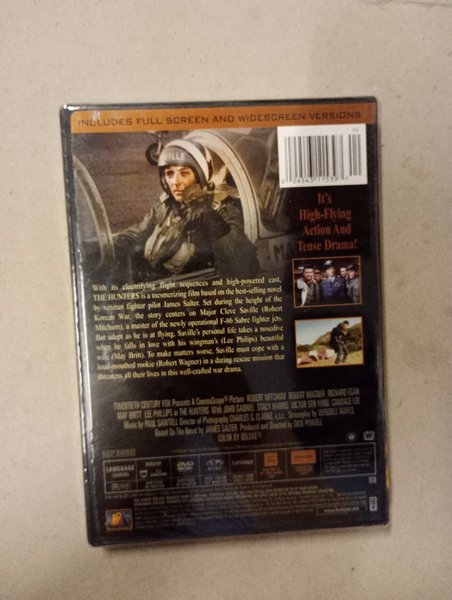 INCLUDES FULL SCREEN AND WIDESCREEN VERSIONS
VILLE
It's
High-Flying
Action And
Tense Drama!
With its electrifying flight sequences and high-powered cast,
THE HUNTERS is a mesmerizing film based on the best-selling novel
by veteran fighter pilot James Salter. Set during the height of the
Korean War, the story centers on Major Cleve Saville (Robert
Mitchum), a master of the newly operational F-86 Sabre fighter jets.
But adept as he is at flying, Saville's personal life takes a nosedive
when he falls in love with his wingman's (Lee Philips) beautiful
wife (May Britt). To make matters worse, Saville must cope with a
loud-mouthed rookie (Robert Wagner) in a daring rescue mission that
threatens all their lives in this well-crafted war drama.
TWENTIETH CENTURY FOX Presents A CinemaScope Picture ROBERT MITCHUM ROBERT WAGNER RICHARD EGAN
MAY BRITT LEE PHILIPS in THE HUNTERS With JOHN GABRIEL STACY HARRIS VICTOR SEN YUNG CANDACE LEE
Music by PAUL SAWTELL Director of Photography CHARLES G. CLARKE, A.S.C. Screenplay by WENDELL MAYES
Based On The Novel by JAMES SALTER Produced and Directed by DICK POWELL
COLOR BY DELUXE
NOT RATED
LANGUAGE
ENGLISH
DVD
CAPTIONED